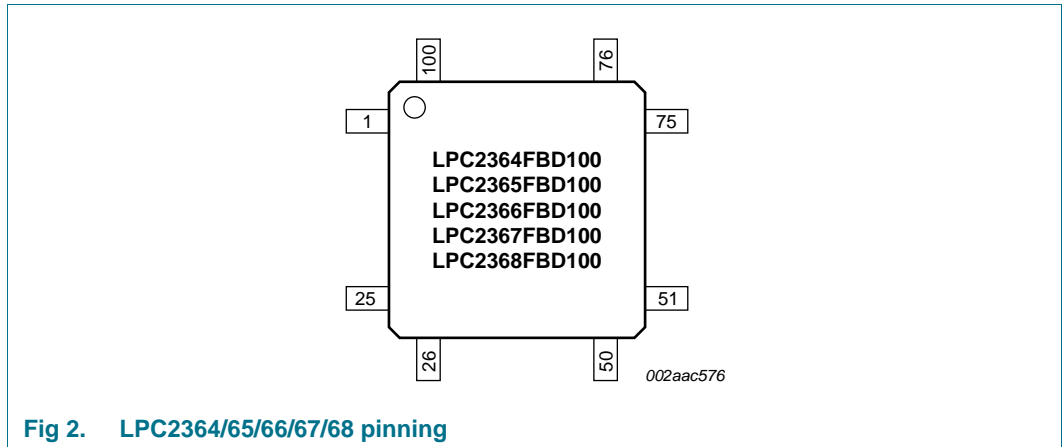 100
76
1
75
LPC2364FBD100
LPC2365FBD100
LPC2366FBD100
LPC2367FBD100
LPC2368FBD100
25
51
26
50
002aac576
Fig 2. LPC2364/65/66/67/68 pinning